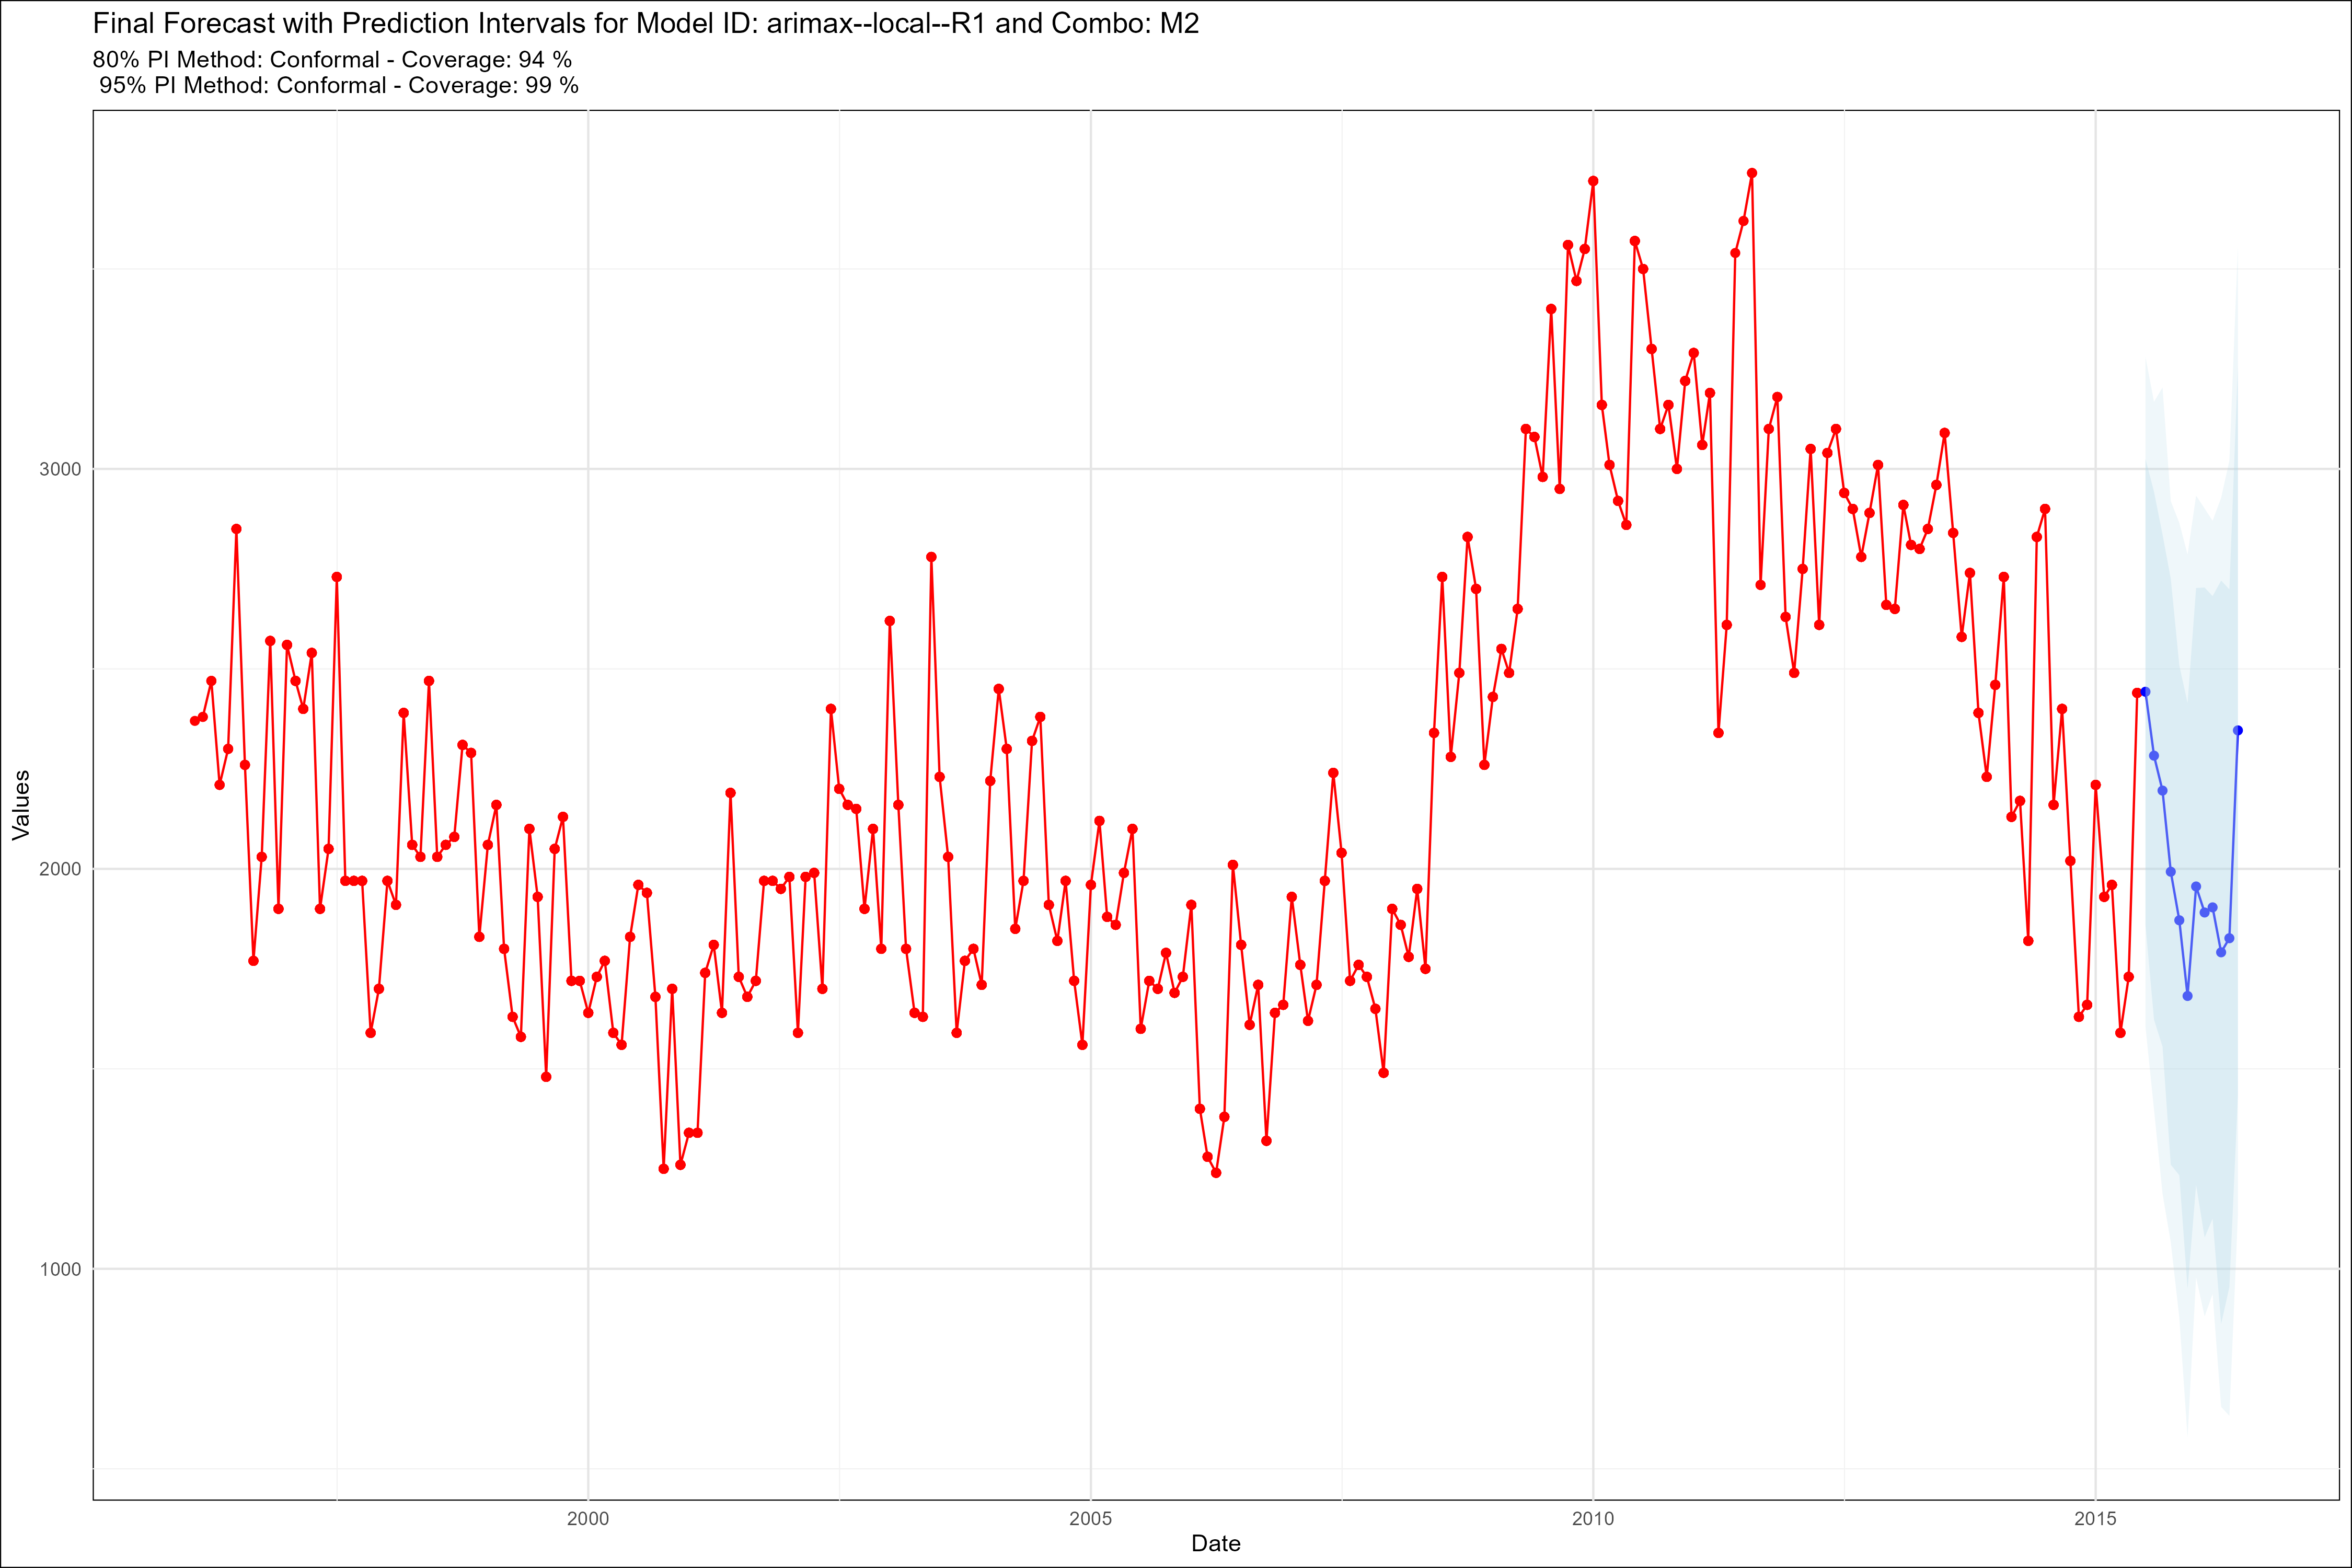 Final Forecast with Prediction Intervals for Model ID: arimax--local--R1 and Combo: M2
80% PI Method: Conformal - Coverage: 94 %
95% PI Method: Conformal - Coverage: 99 %
Values
3000
2000
1000
2000
2005
2010
2015
Date